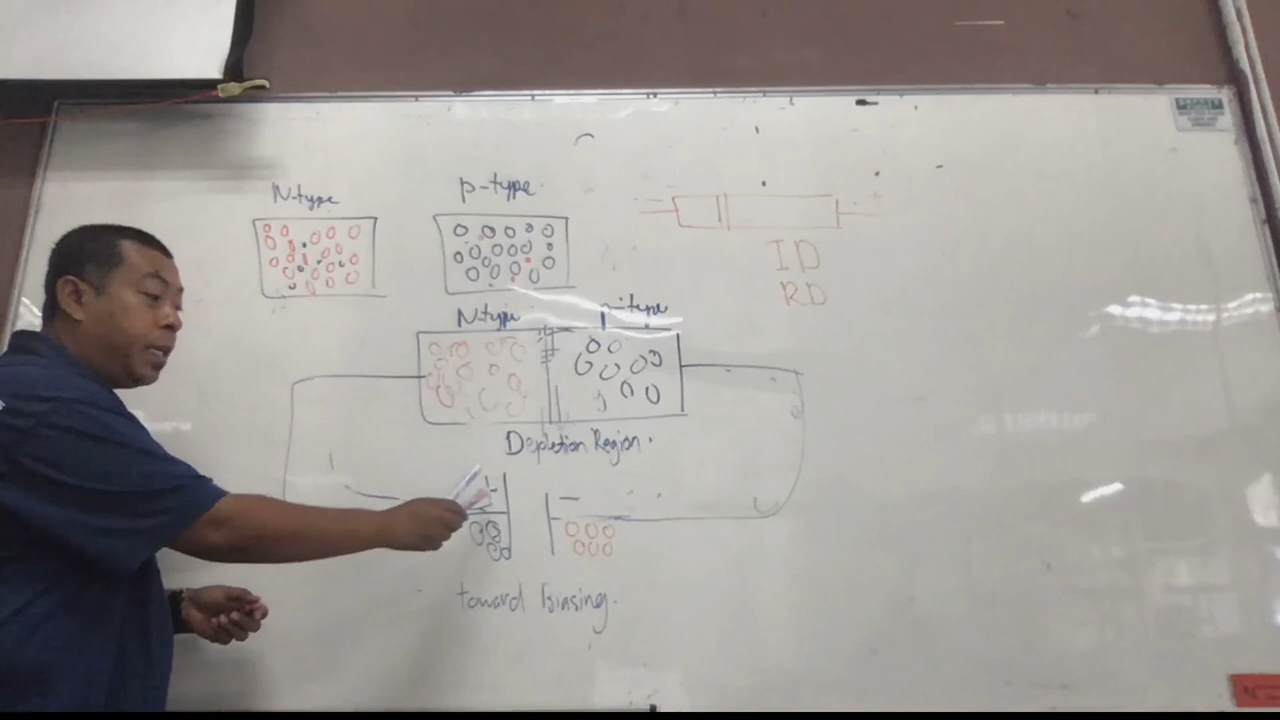 N-type
p-type
ID
RD
N-type
p-type
Depletion Region.
toward Biasing.